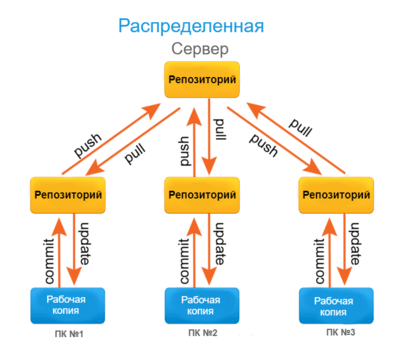 Распределенная
Сервер
Репозиторий
push
pull
push
pull
push
pull
Репозиторий
Репозиторий
Репозиторий
commit
update
commit
update
commit
update
Рабочая
копия
Рабочая
копия
Рабочая
копия
ПК №1
ПК №2
ПК №3